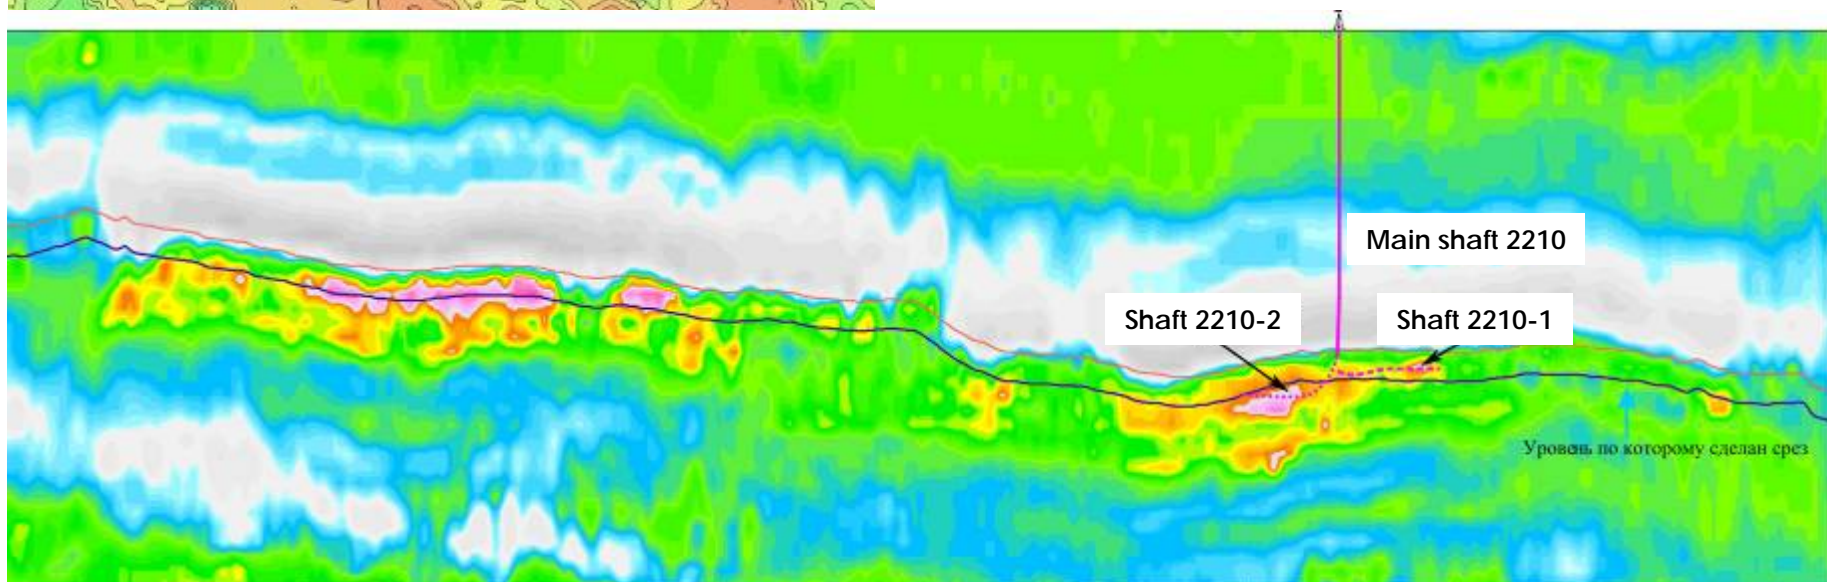 Main shaft 2210
Shaft 2210-2
Shaft 2210-1
Уровень по которому сделан срез